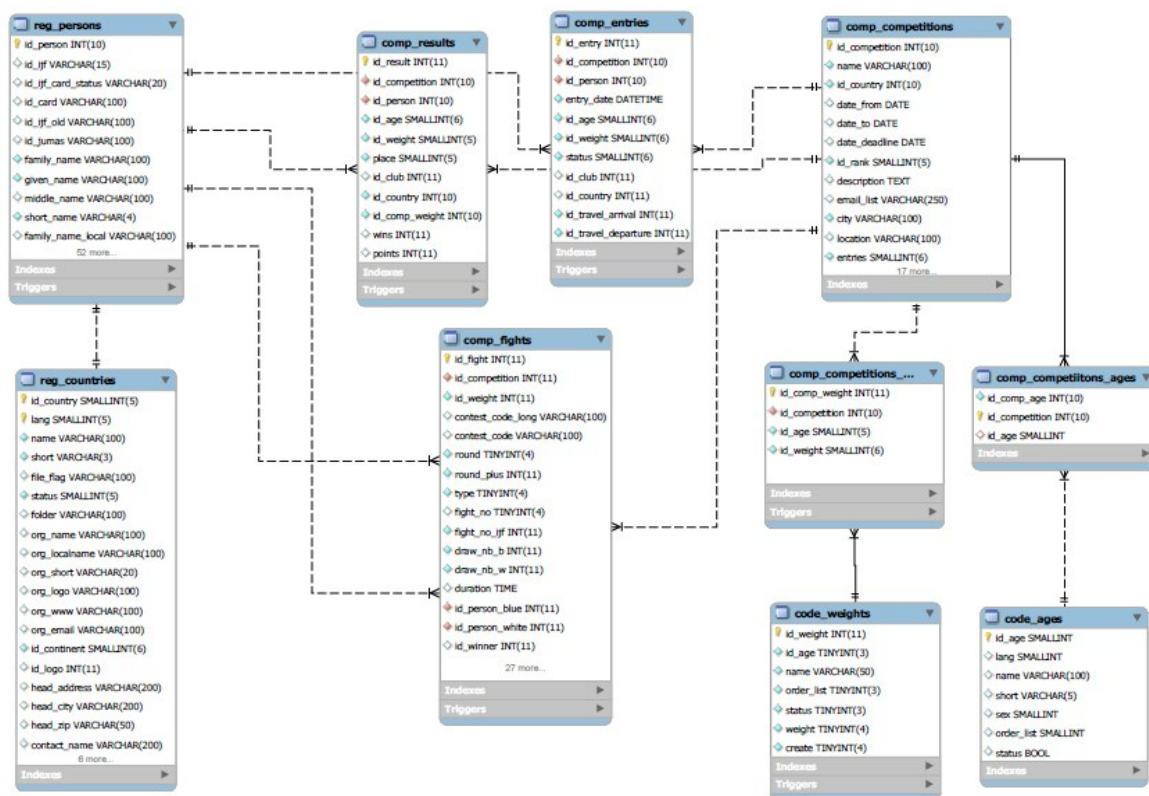 reg_persons
id_person INT(10)
id_ijf VARCHAR(15)
id_ijf_card_status VARCHAR(20)
id_card VARCHAR(100)
id_ijf_old VARCHAR(100)
id_jumas VARCHAR(100)
family_name VARCHAR(100)
given_name VARCHAR(100)
middle_name VARCHAR(100)
short_name VARCHAR(4)
family_name_local VARCHAR(100)
52 more...
Indexes
Triggers
comp_results
id_result INT(11)
id_competition INT(10)
id_person INT(10)
id_age SMALLINT(5)
id_weight SMALLINT(5)
place SMALLINT(5)
id_club INT(11)
id_country INT(10)
id_comp_weight INT(10)
wins INT(11)
points INT(11)
Indexes
Triggers
comp_entries
id_entry INT(11)
id_competition INT(10)
id_person INT(10)
entry_date DATETIME
id_age SMALLINT(6)
id_weight SMALLINT(6)
status SMALLINT(6)
id_club INT(11)
id_country INT(11)
id_travel_arrival INT(11)
id_travel_departure INT(11)
Indexes
Triggers
comp_competitions
id_competition INT(10)
name VARCHAR(100)
id_country INT(10)
date_from DATE
date_to DATE
date_deadline DATE
id_rank SMALLINT(5)
description TEXT
email_list VARCHAR(250)
city VARCHAR(100)
location VARCHAR(100)
entries SMALLINT(6)
17 more...
Indexes
reg_countries
id_country SMALLINT(5)
lang SMALLINT(5)
name VARCHAR(100)
short VARCHAR(3)
file_flag VARCHAR(100)
status SMALLINT(5)
folder VARCHAR(100)
org_name VARCHAR(100)
org_localname VARCHAR(100)
org_short VARCHAR(20)
org_logo VARCHAR(100)
org_www VARCHAR(100)
org_email VARCHAR(100)
id_continent SMALLINT(6)
id_logo INT(11)
head_address VARCHAR(200)
head_city VARCHAR(200)
head_zip VARCHAR(50)
contact_name VARCHAR(200)
6 more...
Indexes
comp_fights
id_fight INT(11)
id_competition INT(11)
id_weight INT(11)
contest_code_long VARCHAR(100)
contest_code VARCHAR(100)
round TINYINT(4)
round_plus INT(11)
type TINYINT(4)
fight_no TINYINT(4)
fight_no_ijf INT(11)
draw_nb_b INT(11)
draw_nb_w INT(11)
duration TIME
id_person_blue INT(11)
id_person_white INT(11)
id_winner INT(11)
27 more...
Indexes
Triggers
comp_competitions_...
id_comp_weight INT(11)
id_competition INT(10)
id_age SMALLINT(5)
id_weight SMALLINT(6)
Indexes
Triggers
comp_competiitons_ages
id_comp_age INT(10)
id_competition INT(10)
id_age SMALLINT
Indexes
code_weights
id_weight INT(11)
id_age TINYINT(3)
name VARCHAR(50)
order_list TINYINT(3)
status TINYINT(3)
weight TINYINT(4)
create TINYINT(4)
Indexes
Triggers
code_ages
id_age SMALLINT
lang SMALLINT
name VARCHAR(100)
short VARCHAR(5)
sex SMALLINT
order_list SMALLINT
status BOOL
Indexes